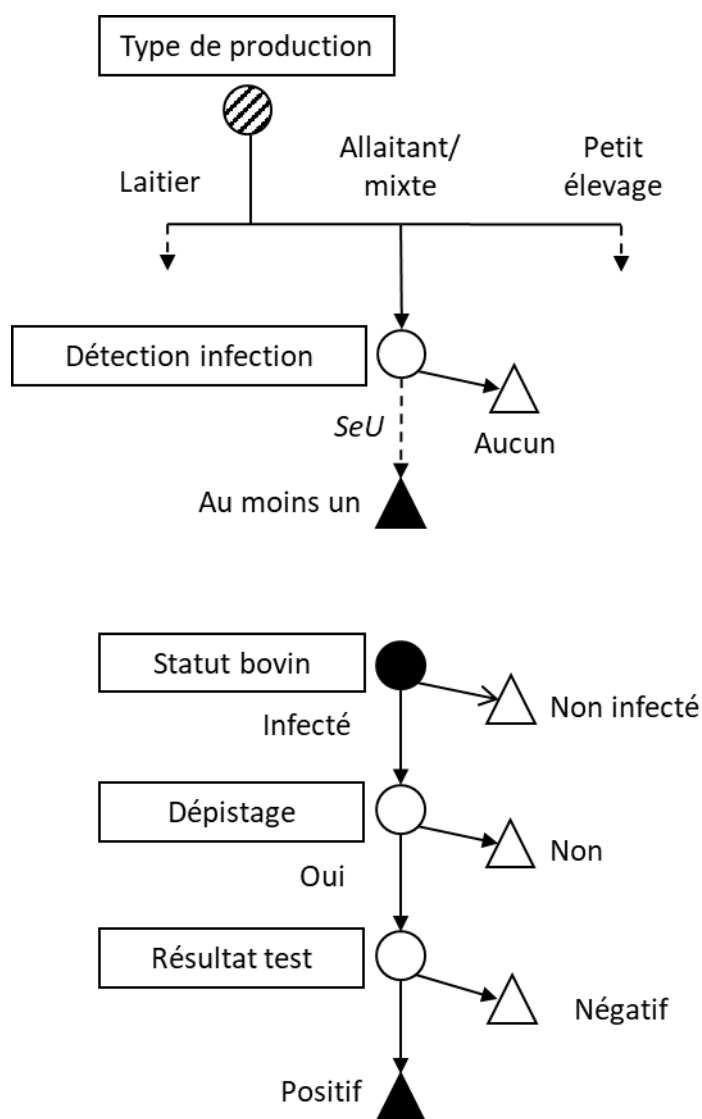 Type de production
Laitier
Allaitant/
mixte
Petit
élevage
Détection infection
SeU
Aucun
Au moins un
Statut bovin
Infecté
Non infecté
Dépistage
Oui
Non
Résultat test
Négatif
Positif